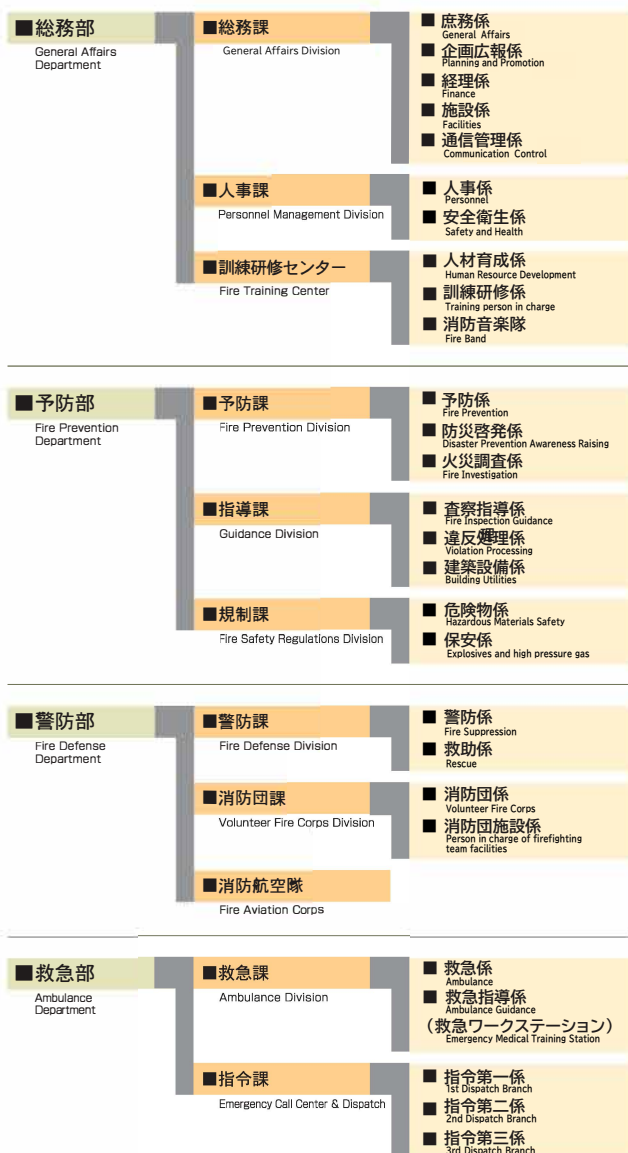 ■総務部
General Affairs
Department
■総務課
General Affairs Division
■ 庶務係
General Affairs
■ 企画広報係
Planning and Promotion
■ 経理係
Finance
■ 施設係
Facilities
■ 通信管理係
Communication Control
■人事課
Personnel Management Division
■ 人事係
Personnel
■ 安全衛生係
Safety and Health
■訓練研修センター
Fire Training Center
■ 人材育成係
Human Resource Development
■ 訓練研修係
Training person in charge
■ 消防音楽隊
Fire Band
■予防部
Fire Prevention
Department
■予防課
Fire Prevention Division
■ 予防係
Fire Prevention
■ 防災啓発係
Disaster Prevention Awareness Raising
■ 火災調査係
Fire Investigation
■指導課
Guidance Division
■ 査察指導係
Fire Inspection Guidance
■ 違反処理係
Violation Processing
■ 建築設備係
Building Utilities
■規制課
Fire Safety Regulations Division
■ 危険物係
Hazardous Materials Safety
■ 保安係
Explosives and high pressure gas
■警防部
Fire Defense
Department
■警防課
Fire Defense Division
■ 警防係
Fire Suppression
■ 救助係
Rescue
■消防団課
Volunteer Fire Corps Division
■ 消防団係
Volunteer Fire Corps
■ 消防団施設係
Person in charge of firefighting
team facilities
■消防航空隊
Fire Aviation Corps
■救急部
Ambulance
Department
■救急課
Ambulance Division
■ 救急係
Ambulance
■ 救急指導係
Ambulance Guidance
（救急ワークステーション）
Emergency Medical Training Station
■指令課
Emergency Call Center & Dispatch
■ 指令第一係
1st Dispatch Branch
■ 指令第二係
2nd Dispatch Branch
■ 指令第三係
3rd Dispatch Branch